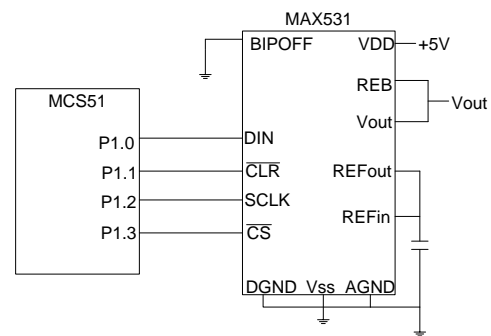 MAX531
BIPOFF
VDD
+5V
MCS51
REB
Vout
Vout
P1.0
DIN
P1.1
CLR
REFout
P1.2
SCLK
P1.3
CS
REFin
DGND
Vss
AGND